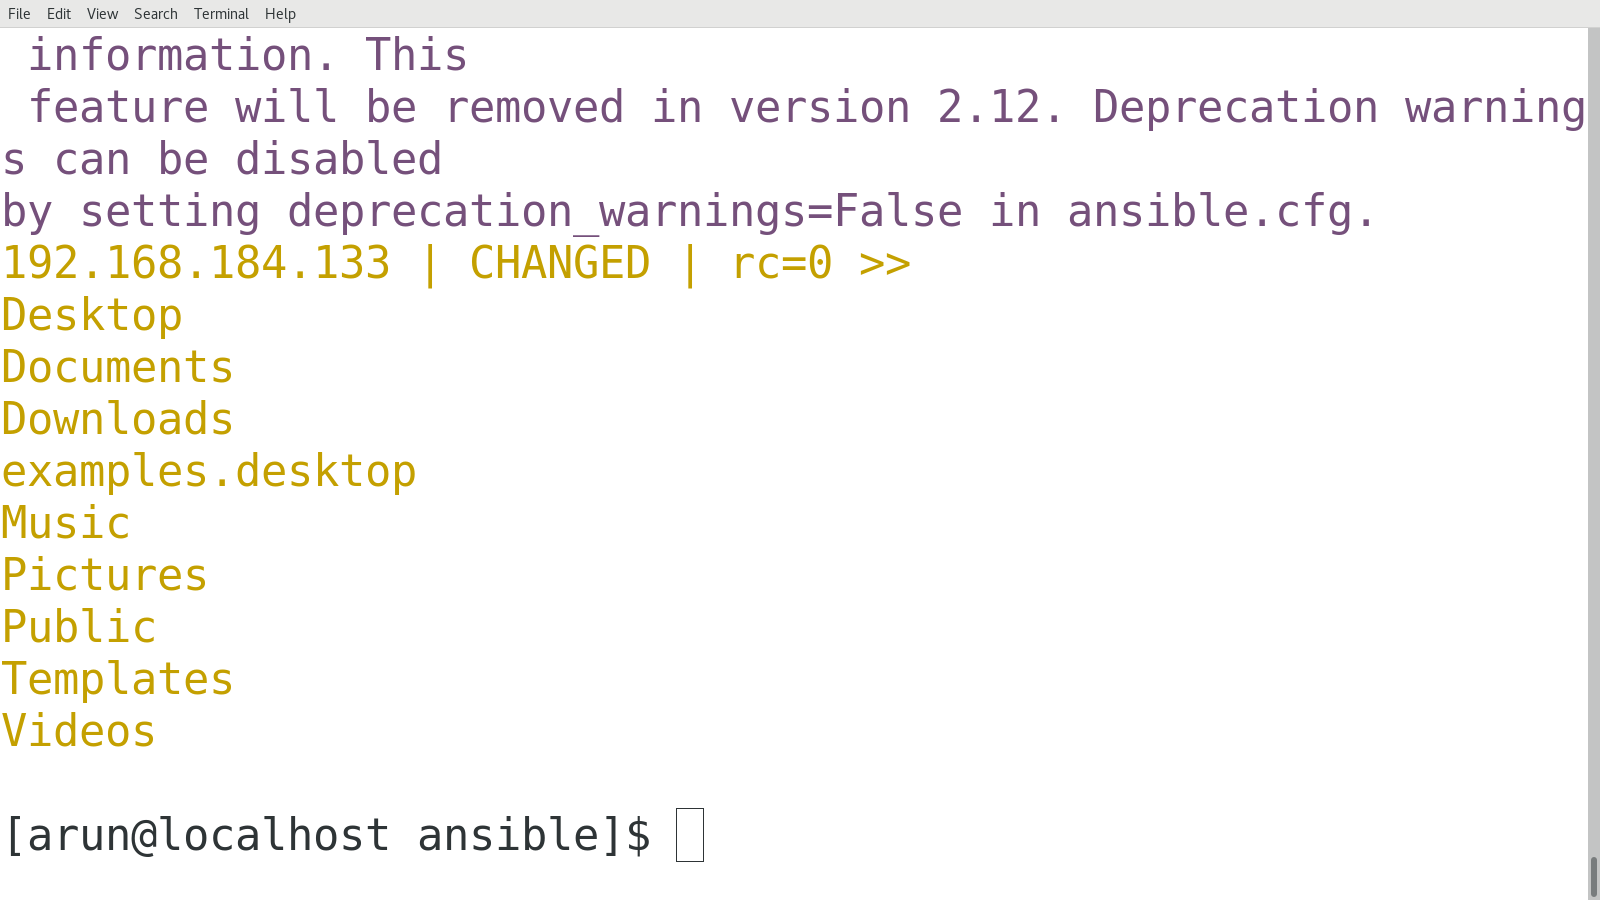 File Edit View Search Terminal Help
information. This
feature will be removed in version 2.12. Deprecation warning
s can be disabled
by setting deprecation_warnings=False in ansible.cfg.
192.168.184.133 | CHANGED | rc=0 >>
Desktop
Documents
Downloads
examples.desktop
Music
Pictures
Public
Templates
Videos
[arun@localhost ansible]$